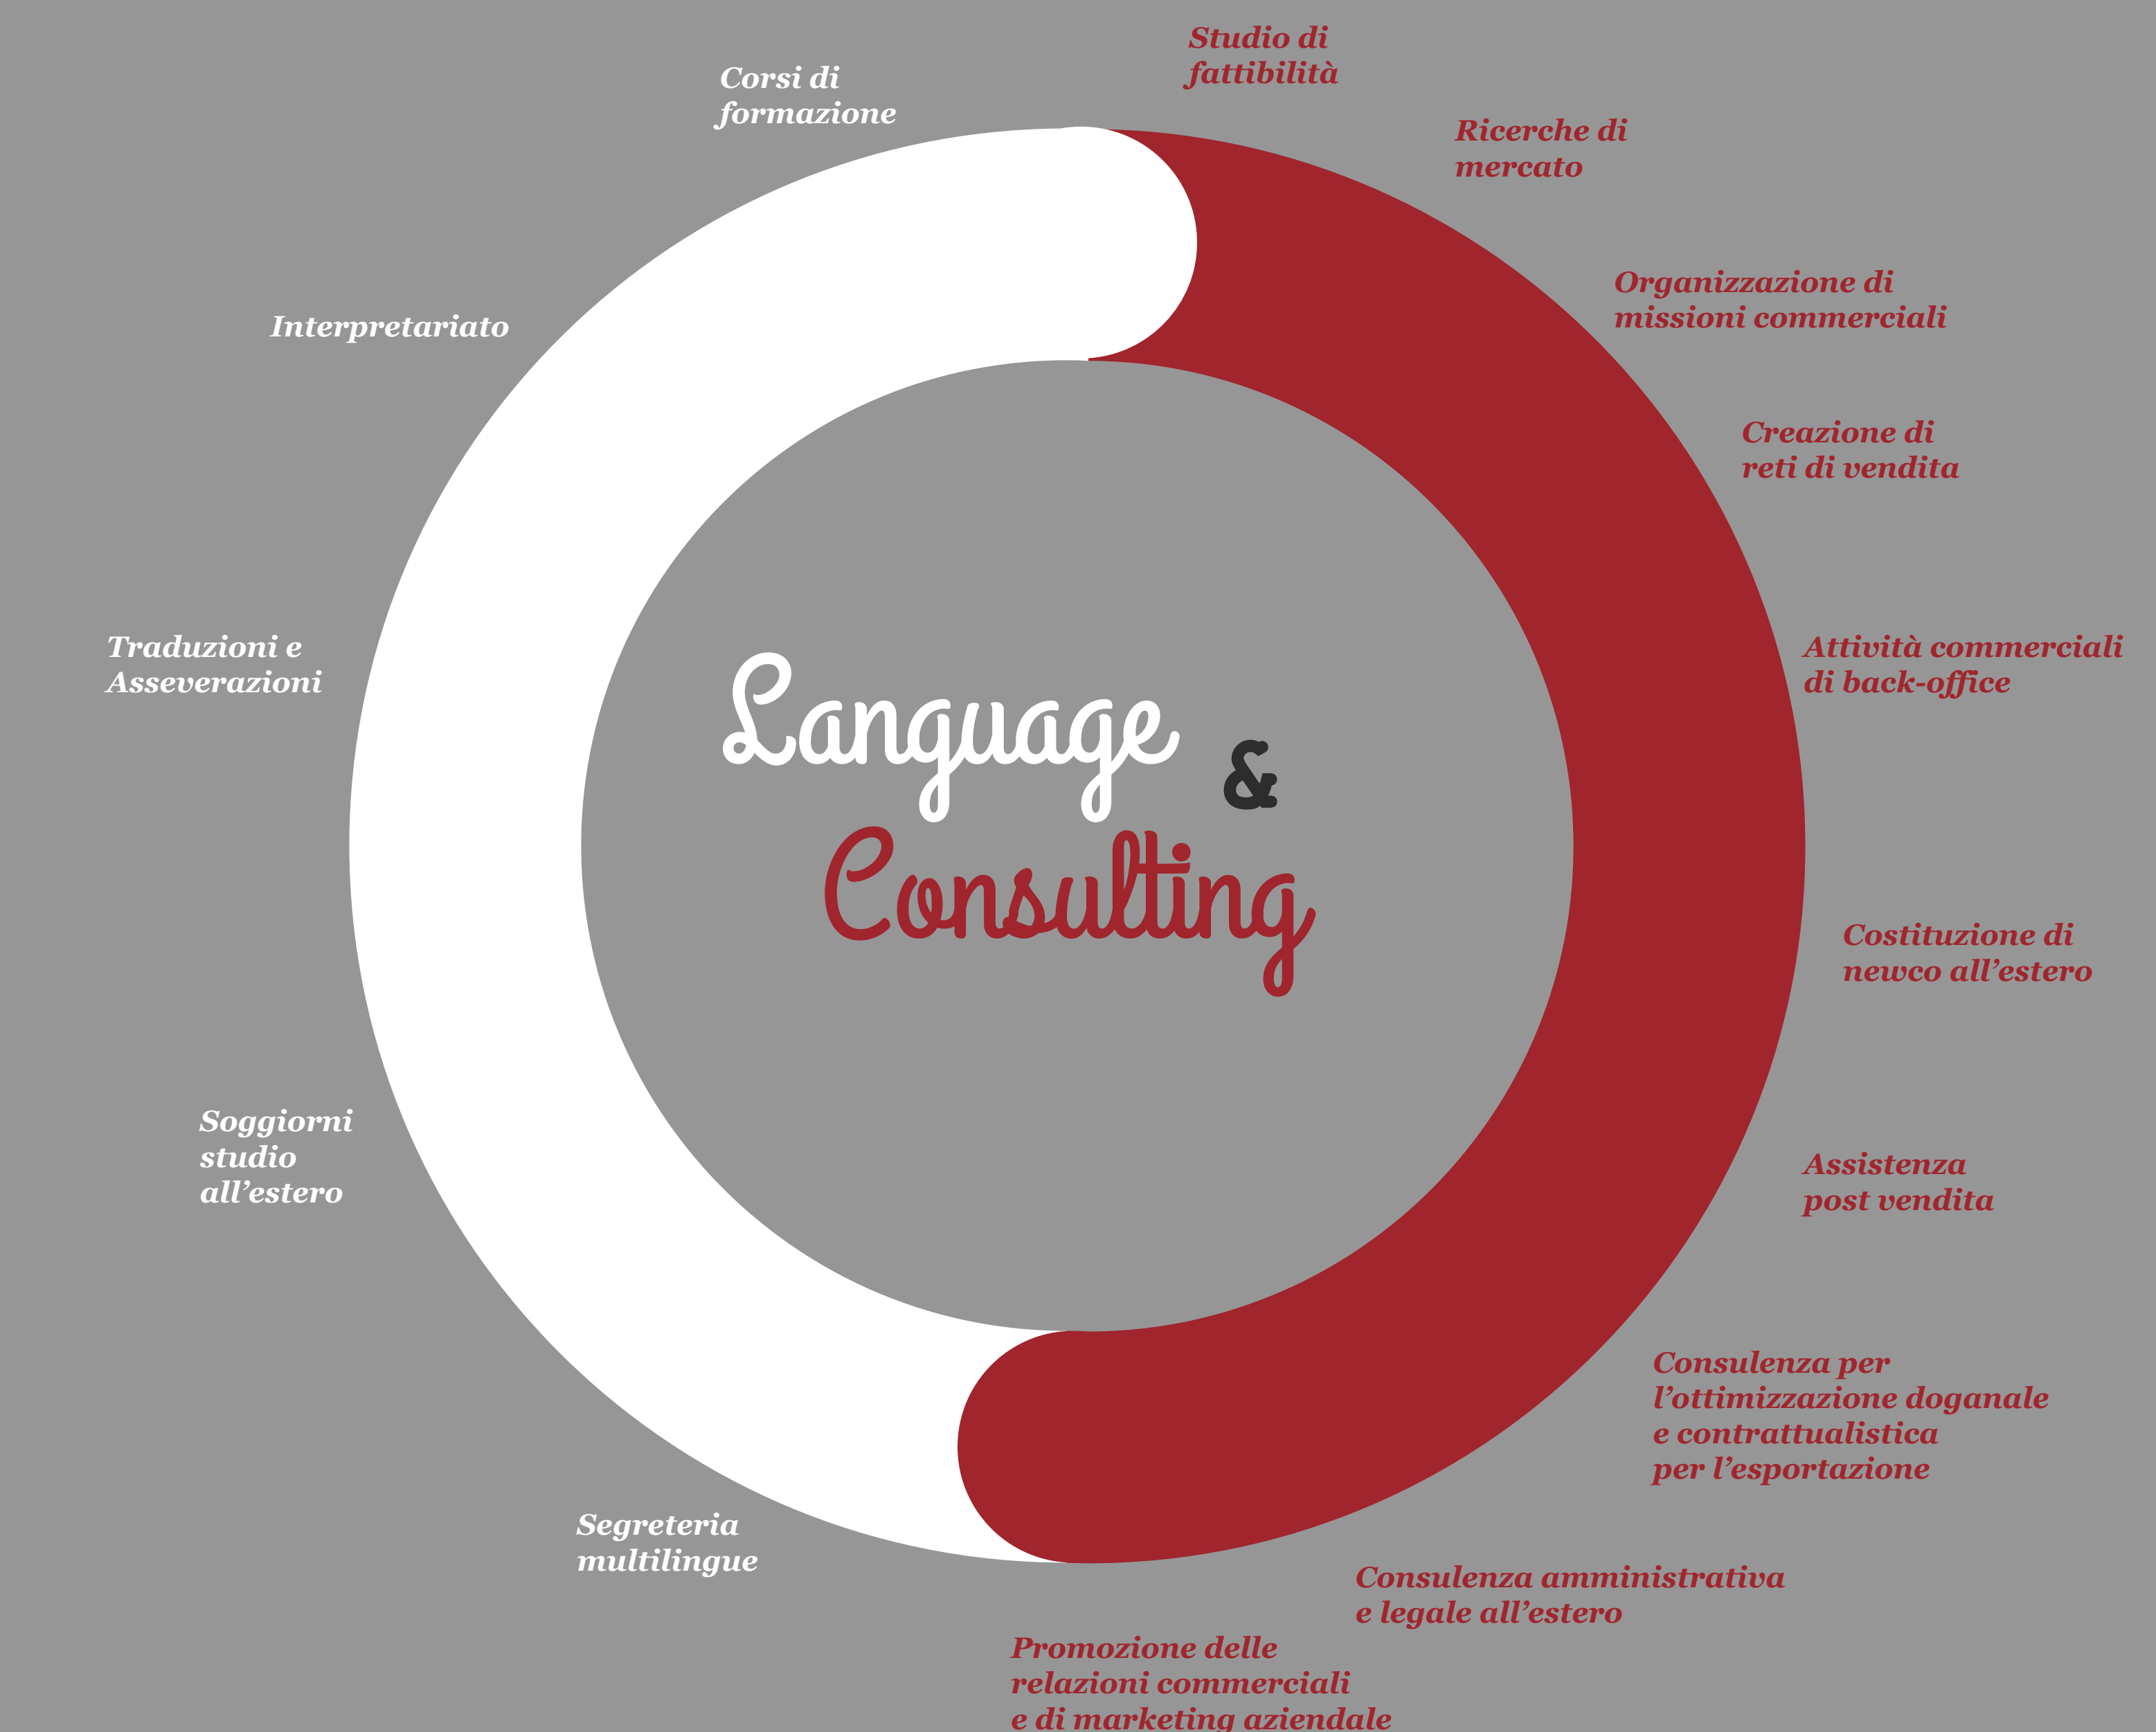 Studio di
fattibilità
Corsi di
formazione
Ricerche di
mercato
Organizzazione di
missioni commerciali
Interpretariato
Creazione di
reti di vendita
Traduzioni e
Asseverazioni
Attività commerciali
di back-office
Language &
Consulting
Costituzione di
newco all’estero
Soggiorni
studio
all’estero
Assistenza
post vendita
Consulenza per
l’ottimizzazione doganale
e contrattualistica
per l’esportazione
Segreteria
multilingue
Consulenza amministrativa
e legale all’estero
Promozione delle
relazioni commerciali
e di marketing aziendale